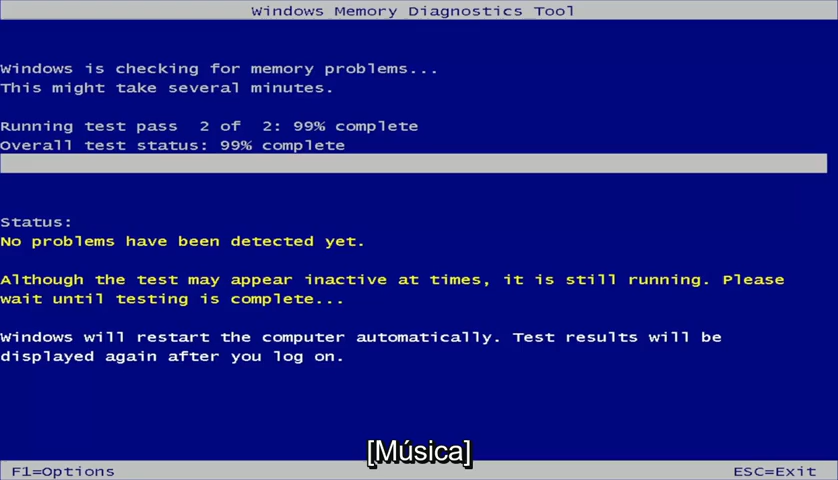 Windows Memory Diagnostics Tool
Windows is checking for memory problems...
This might take several minutes.
Running test pass 2 of 2: 99% complete
Overall test status: 99% complete
Status:
No problems have been detected yet.
Although the test may appear inactive at times, it is still running. Please
wait until testing is complete...
Windows will restart the computer automatically. Test results will be
displayed again after you log on.
[Música]
F1=Options ESC=Exit